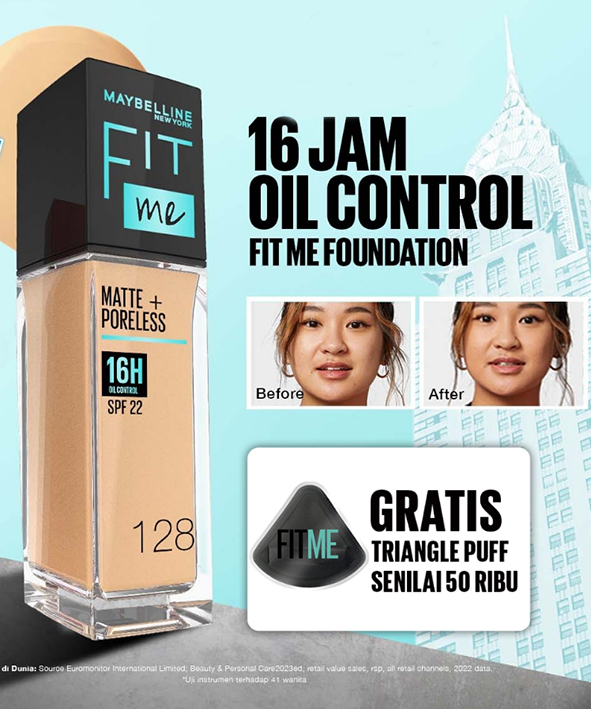 MAYBELLINE
NEW YORK
FIT
me
MATTE +
PORELESS
16H
OIL CONTROL
SPF 22
128
16 JAM
OIL CONTROL
FIT ME FOUNDATION
Before
After
FITME
GRATIS
TRIANGLE PUFF
SENILAI 50 RIBU
di Dunia: Source Euromonitor International Limited; Beauty & Personal Care2023ed; retail value sales, rsp, all retail channels, 2022 data.
*Uji instrumen terhadap 41 wanita